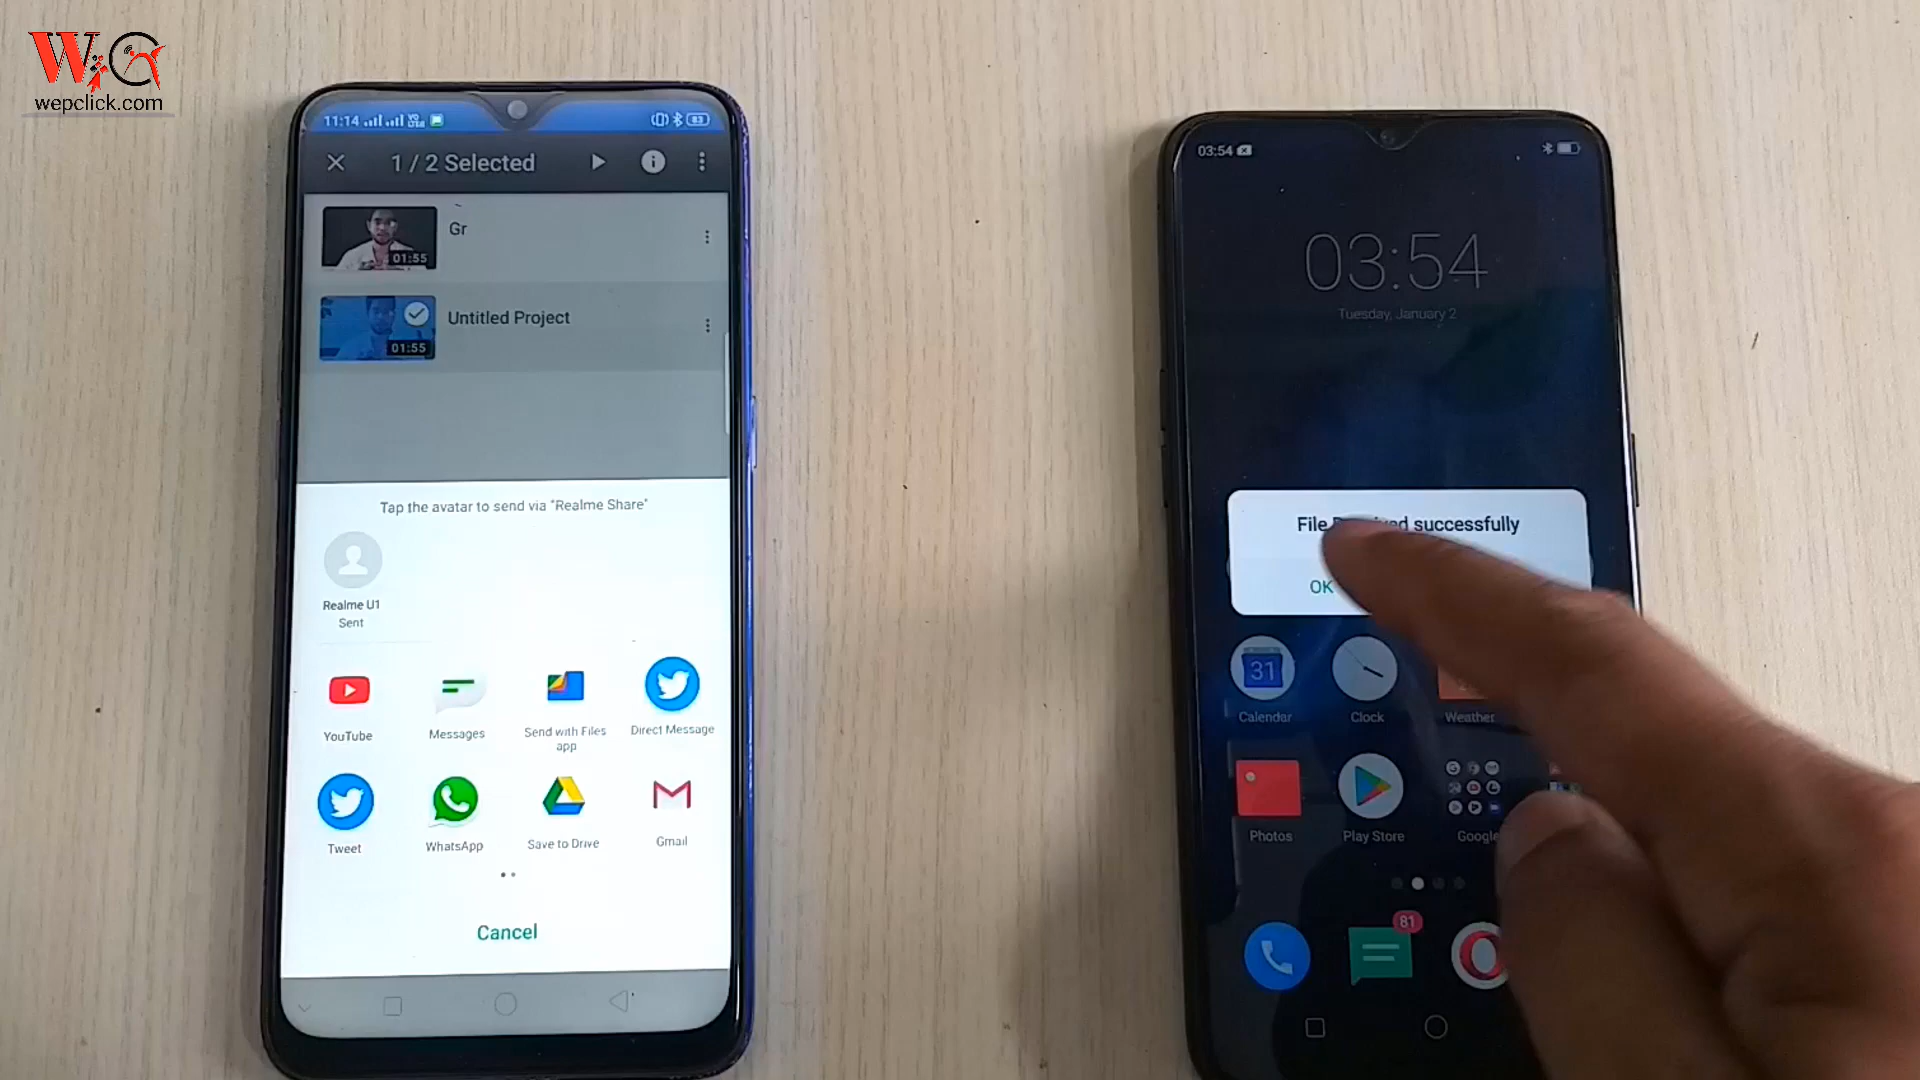 wepclick.com
11:14
83
1 / 2 Selected
Gr
01:55
Untitled Project
01:55
Tap the avatar to send via "Realme Share"
Realme U1
Sent
YouTube
Messages
Send with Files
app
Direct Message
Tweet
WhatsApp
Save to Drive
Gmail
Cancel
03:54
03:54
Tuesday, January 2
File successfully
OK
31
Calendar
Clock
Weather
Photos
Play Store
Google
81